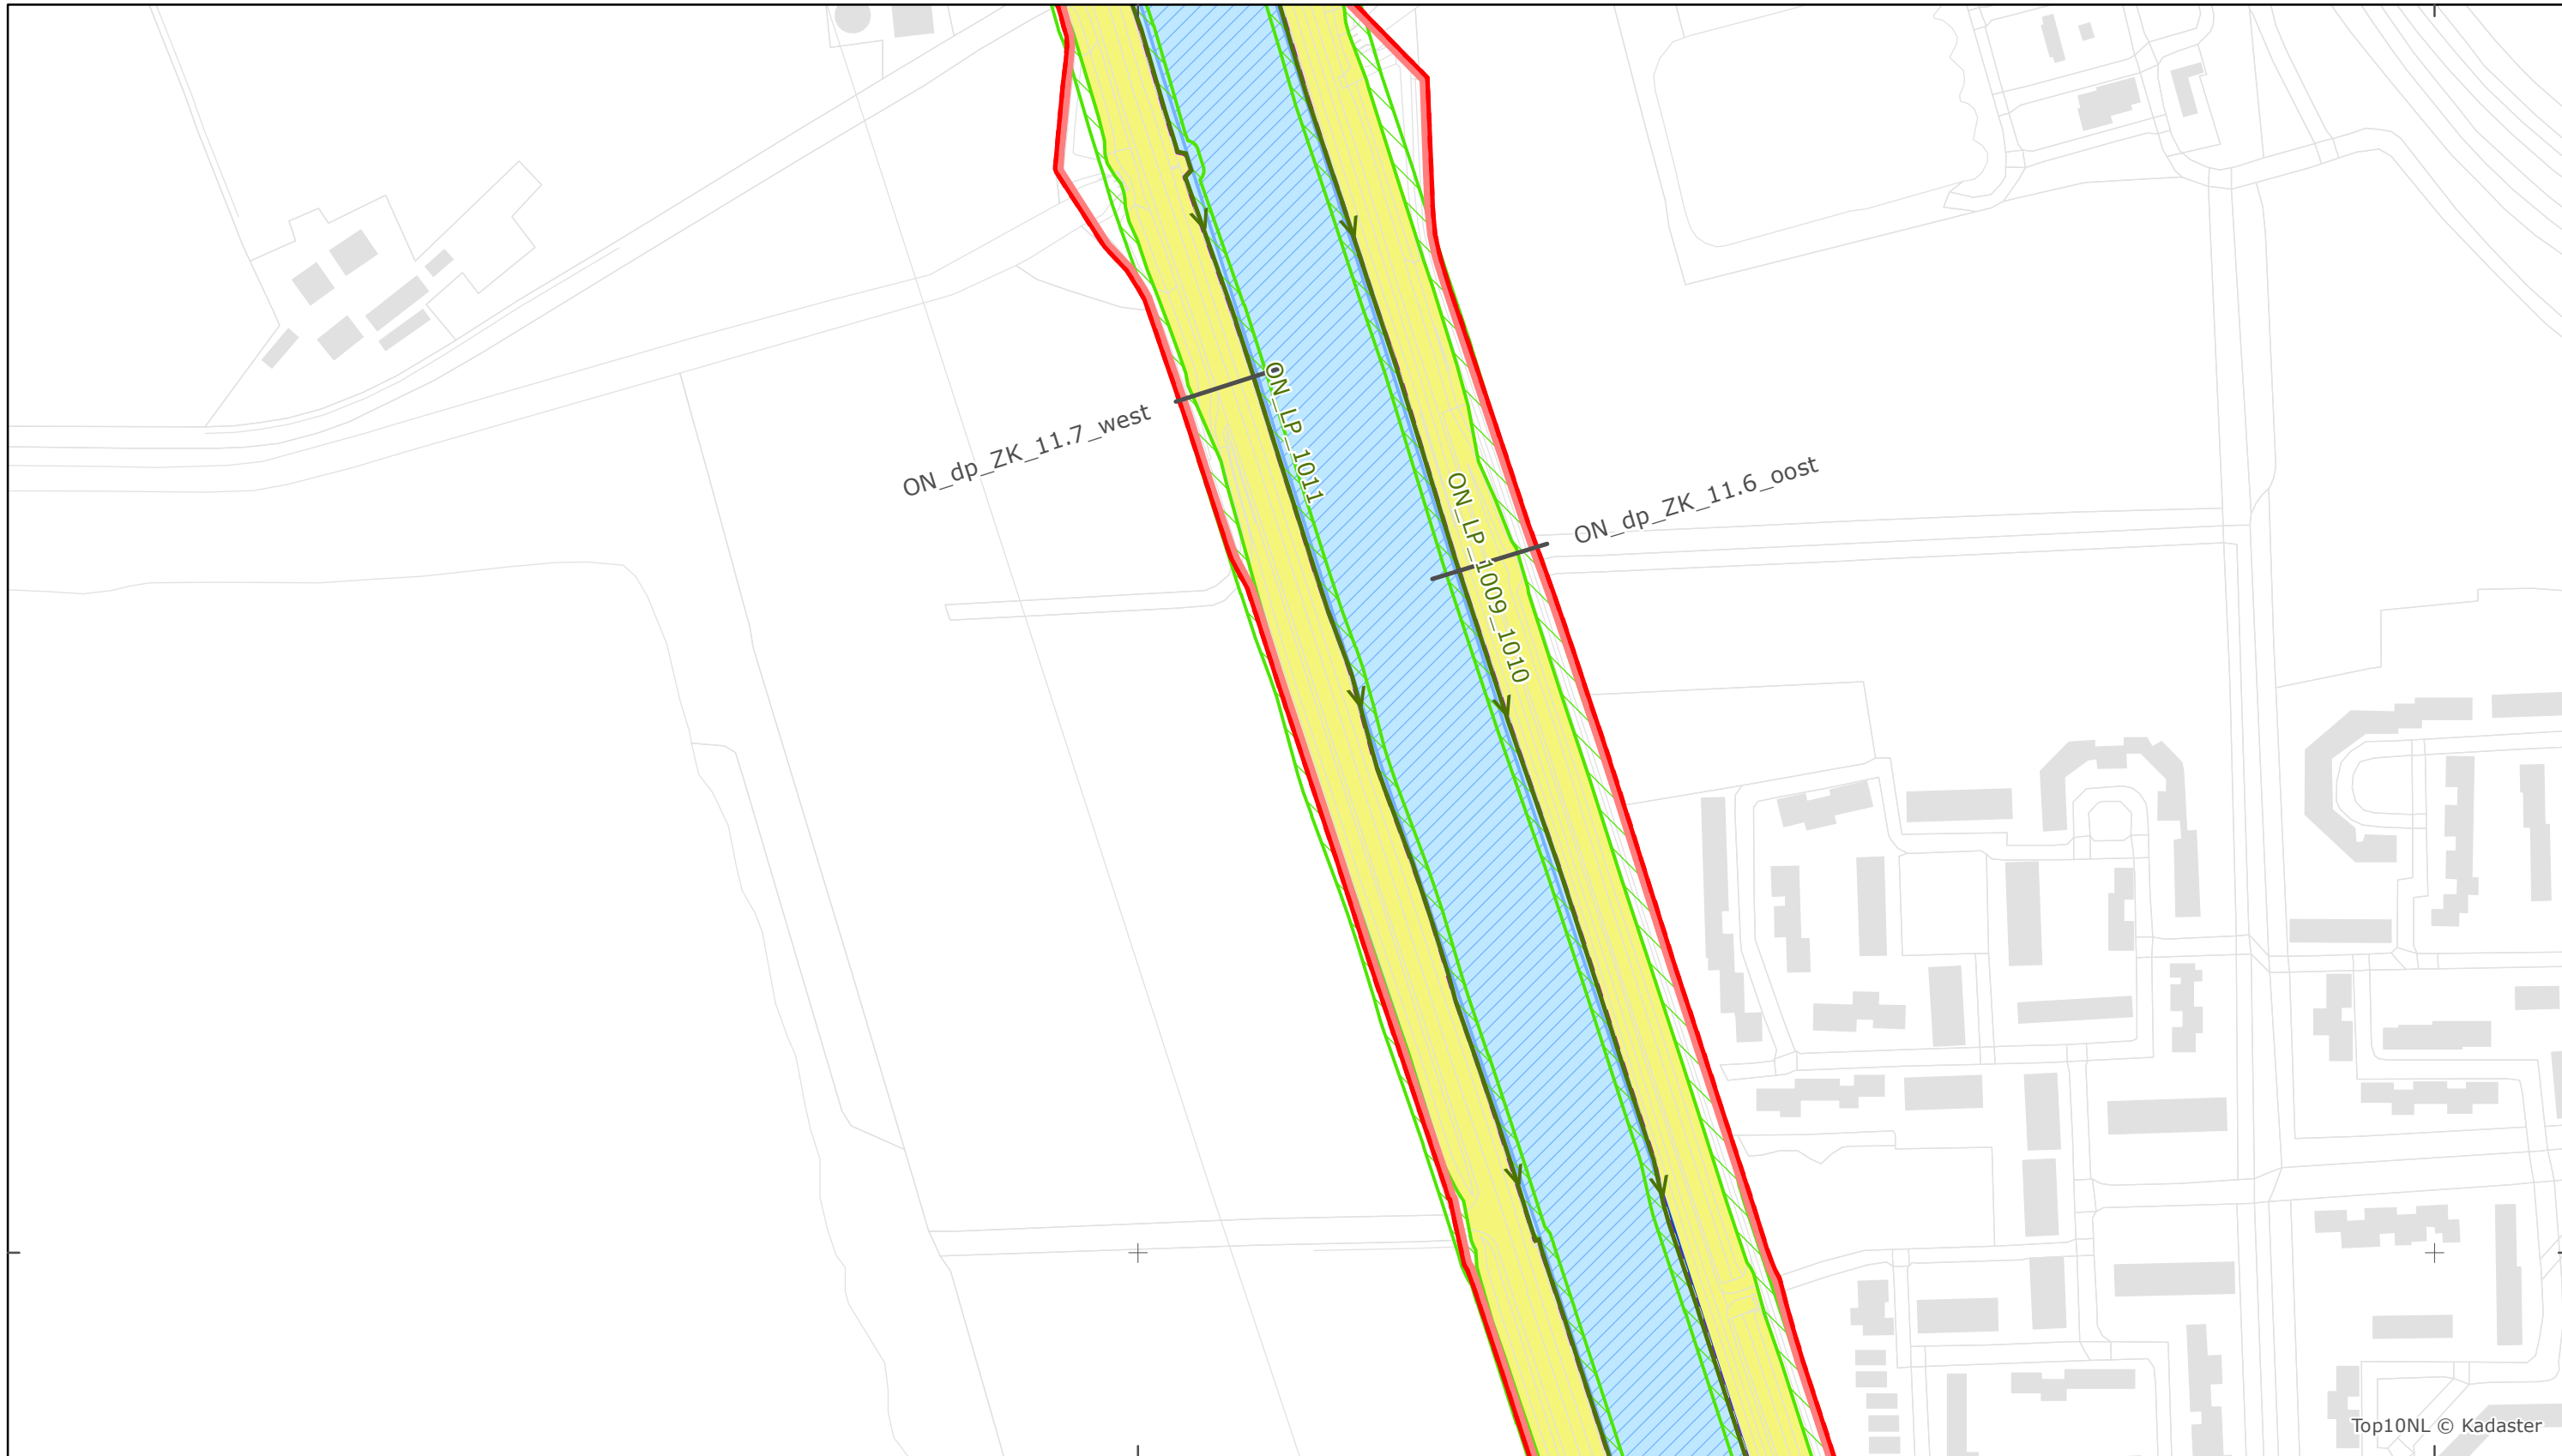 ON_dp_ZK_11.7_west
ON_LP_1011
ON_dp_ZK_11.6_oost
ON_LP_1009_1010
Top10NL © Kadaster